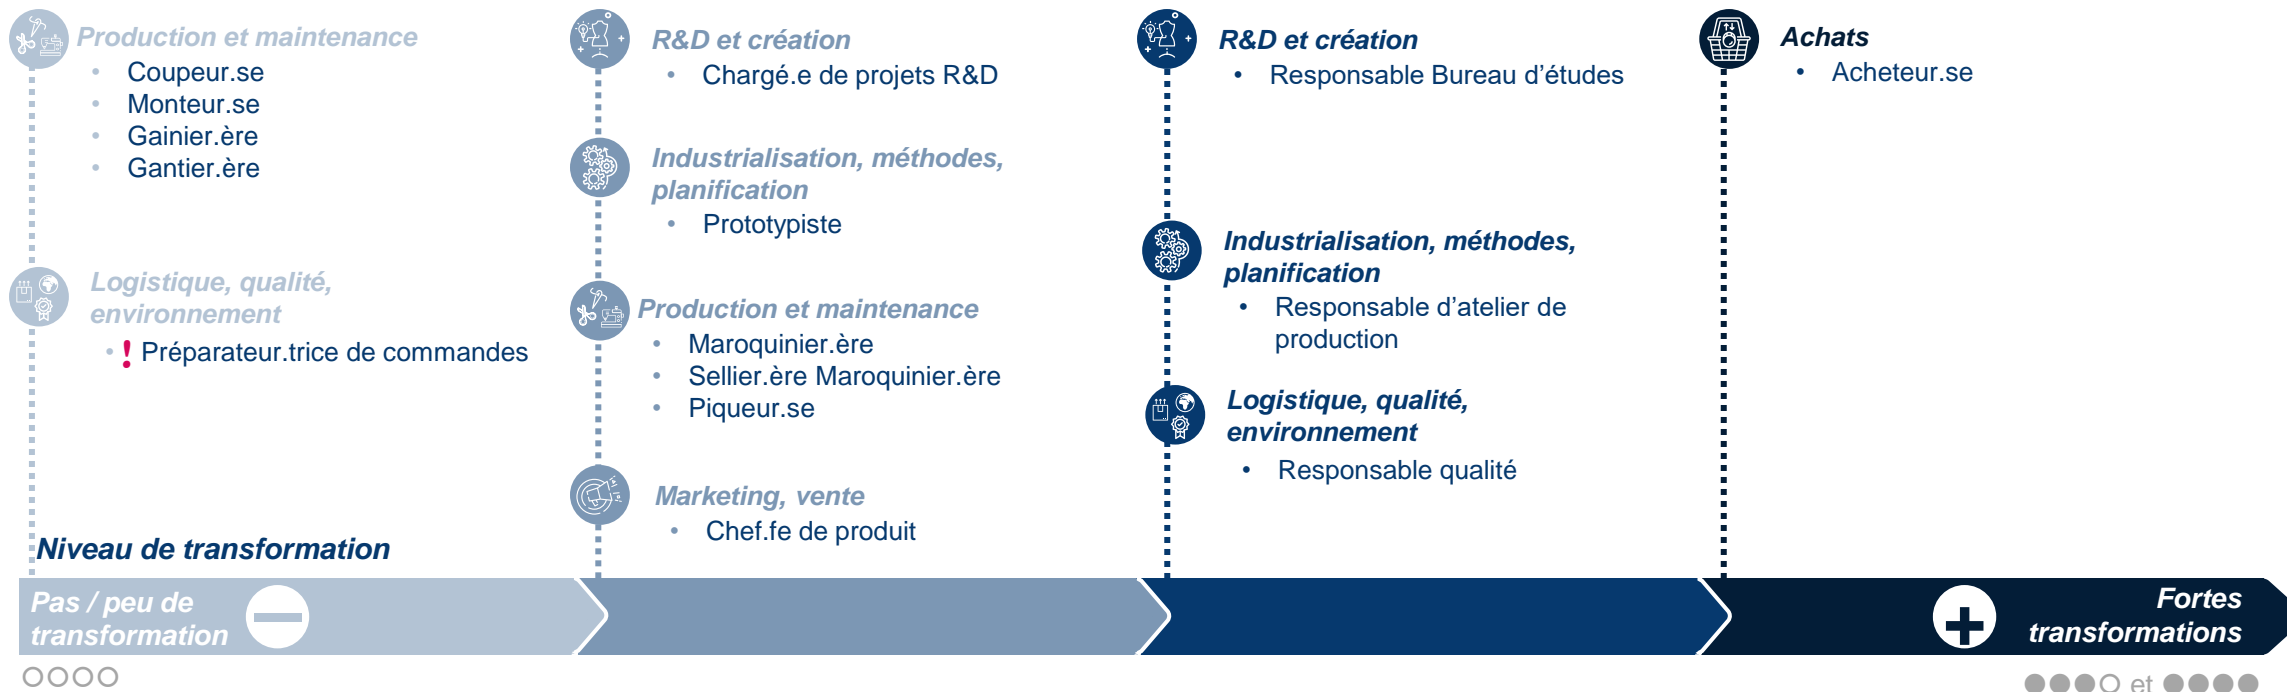 Production et maintenance
• Coupeur.se
• Monteur.se
• Gainier.ère
• Gantier.ère
Logistique, qualité,
environnement
• ! Préparateur.trice de commandes
R&D et création
• Chargé.e de projets R&D
Industrialisation, méthodes,
planification
• Prototypiste
Production et maintenance
• Maroquinier.ère
• Sellier.ère Maroquinier.ère
• Piqueur.se
Marketing, vente
• Chef.fe de produit
R&D et création
• Responsable Bureau d’études
Industrialisation, méthodes,
planification
• Responsable d’atelier de
production
Logistique, qualité,
environnement
• Responsable qualité
Achats
• Acheteur.se
Niveau de transformation
Pas / peu de
transformation
Fortes
transformations
et